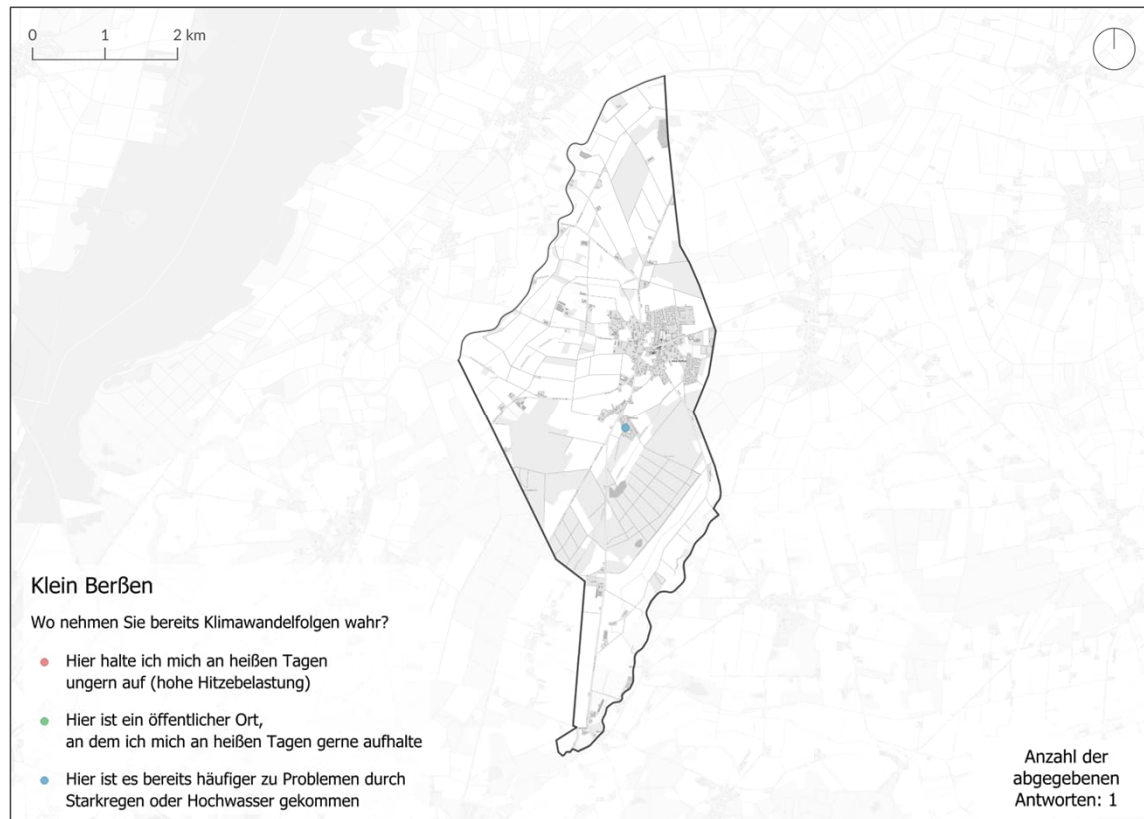 0 1 2 km
Klein Berßen
Wo nehmen Sie bereits Klimawandelfolgen wahr?
Hier halte ich mich an heißen Tagen
ungern auf (hohe Hitzebelastung)
Hier ist ein öffentlicher Ort,
an dem ich mich an heißen Tagen gerne aufhalte
Hier ist es bereits häufiger zu Problemen durch
Starkregen oder Hochwasser gekommen
Anzahl der
abgegebenen
Antworten: 1